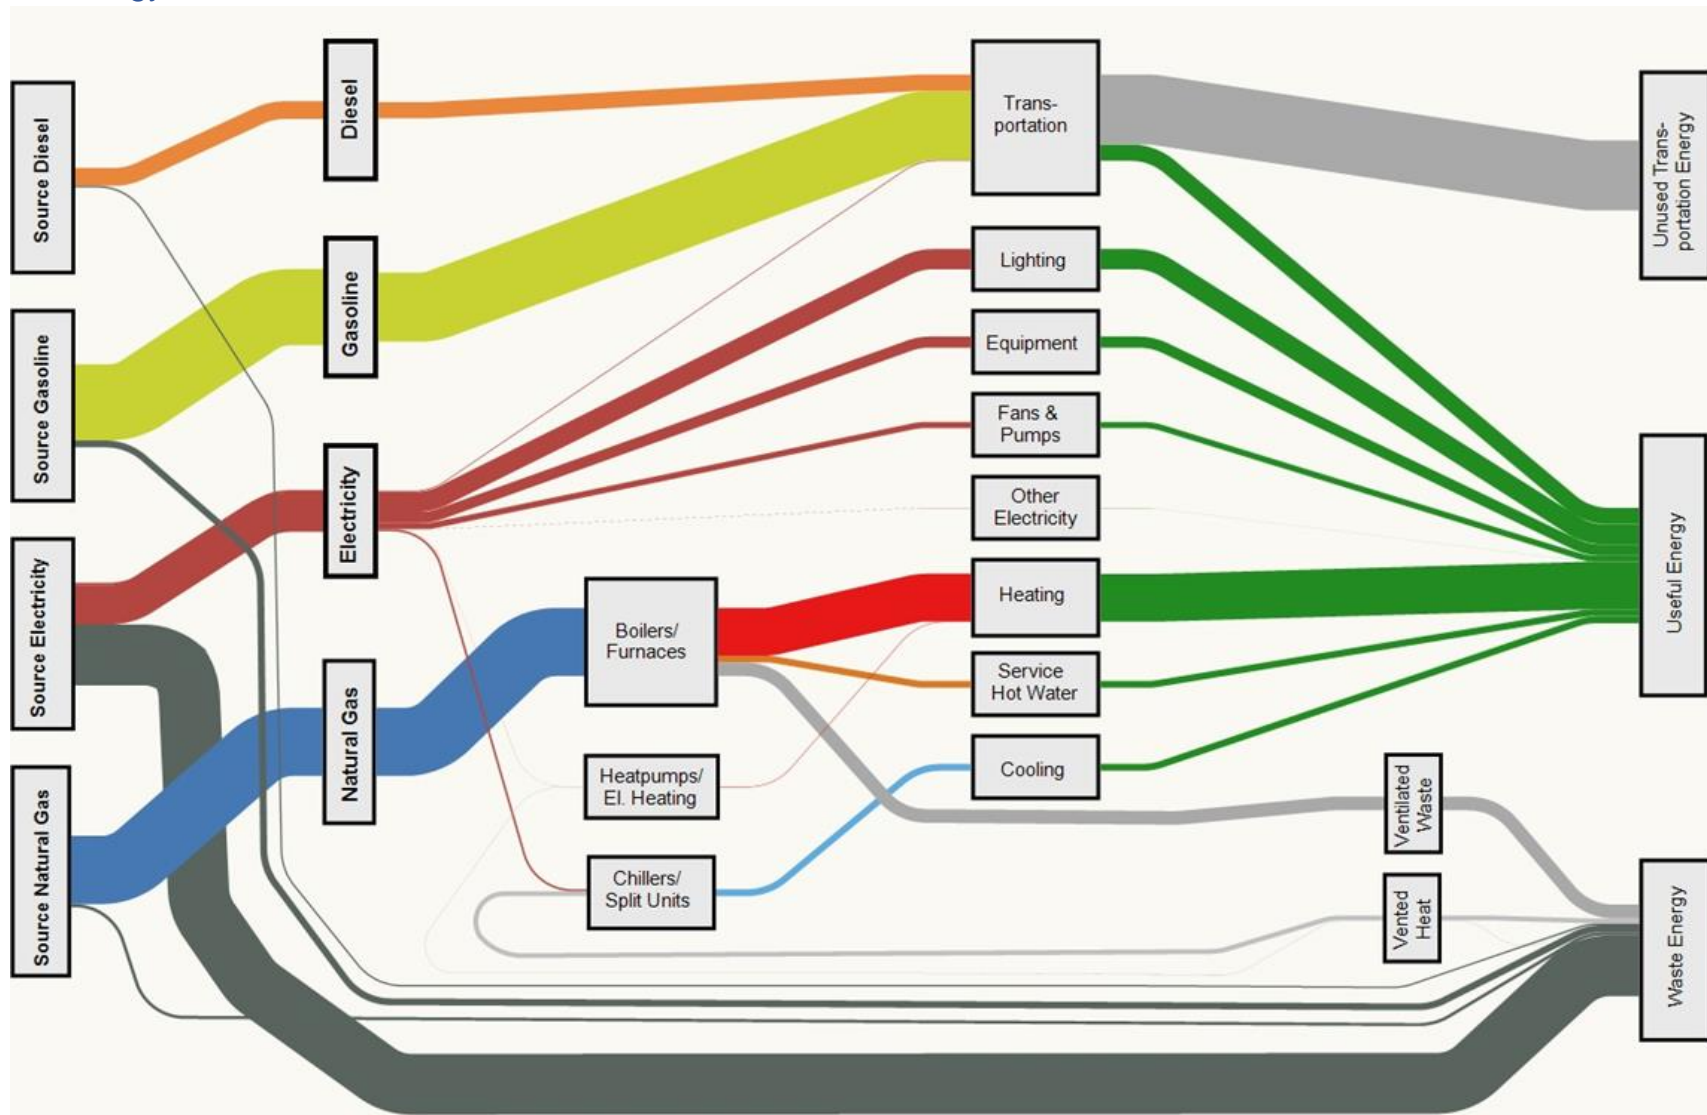 Source Diesel
Source Gasoline
Source Electricity
Source Natural Gas
Diesel
Gasoline
Electricity
Natural Gas
Boilers/
Furnaces
Heatpumps/
El. Heating
Chillers/
Split Units
Trans-
portation
Lighting
Equipment
Fans &
Pumps
Other
Electricity
Heating
Service
Hot Water
Cooling
Ventilated
Waste
Vented
Heat
Unused Trans-
portation Energy
Useful Energy
Waste Energy